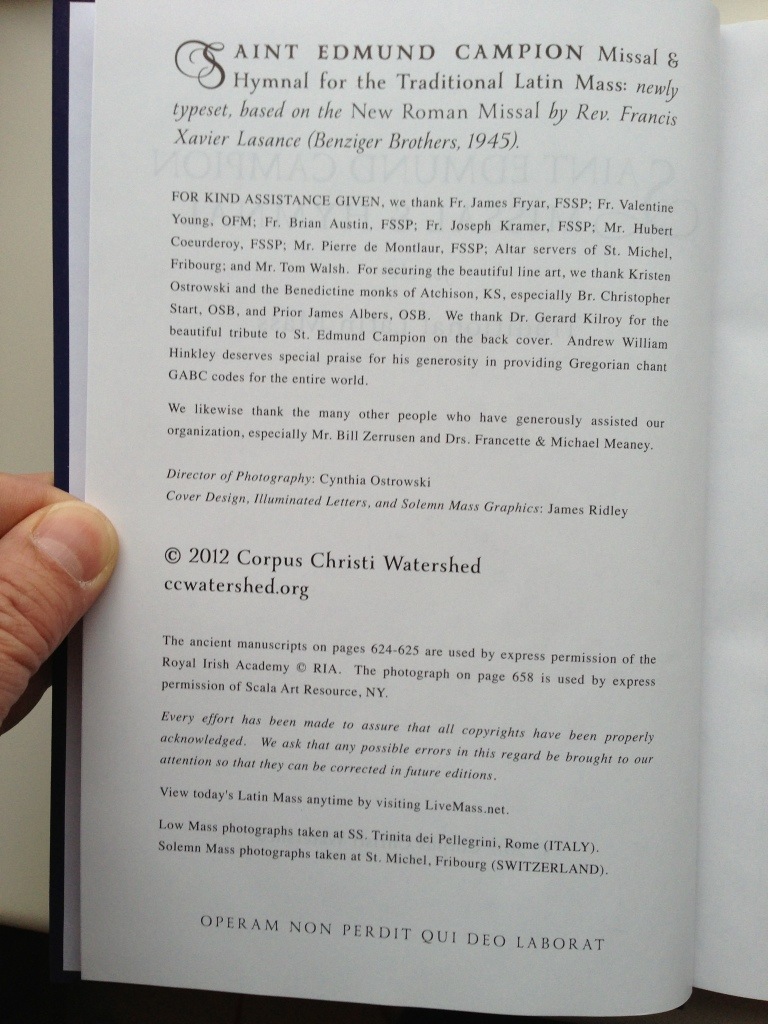 SAINT EDMUND CAMPION Missal &
Hymnal for the Traditional Latin Mass: newly
typeset, based on the New Roman Missal by Rev. Francis
Xavier Lasance (Benziger Brothers, 1945).
FOR KIND ASSISTANCE GIVEN, we thank Fr. James Fryar, FSSP; Fr. Valentine
Young, OFM; Fr. Brian Austin, FSSP; Fr. Joseph Kramer, FSSP; Mr. Hubert
Coeurderoy, FSSP; Mr. Pierre de Montlaur, FSSP; Altar servers of St. Michel,
Fribourg; and Mr. Tom Walsh. For securing the beautiful line art, we thank Kristen
Ostrowski and the Benedictine monks of Atchison, KS, especially Br. Christopher
Start, OSB, and Prior James Albers, OSB. We thank Dr. Gerard Kilroy for the
beautiful tribute to St. Edmund Campion on the back cover. Andrew William
Hinkley deserves special praise for his generosity in providing Gregorian chant
GABC codes for the entire world.
We likewise thank the many other people who have generously assisted our
organization, especially Mr. Bill Zerrusen and Drs. Francette & Michael Meaney.
Director of Photography: Cynthia Ostrowski
Cover Design, Illuminated Letters, and Solemn Mass Graphics: James Ridley
© 2012 Corpus Christi Watershed
ccwatershed.org
The ancient manuscripts on pages 624-625 are used by express permission of the
Royal Irish Academy © RIA. The photograph on page 658 is used by express
permission of Scala Art Resource, NY.
Every effort has been made to assure that all copyrights have been properly
acknowledged. We ask that any possible errors in this regard be brought to our
attention so that they can be corrected in future editions.
View today's Latin Mass anytime by visiting LiveMass.net.
Low Mass photographs taken at SS. Trinita dei Pellegrini, Rome (ITALY).
Solemn Mass photographs taken at St. Michel, Fribourg (SWITZERLAND).
OPERAM NON PERDIT QUI DEO LABORAT